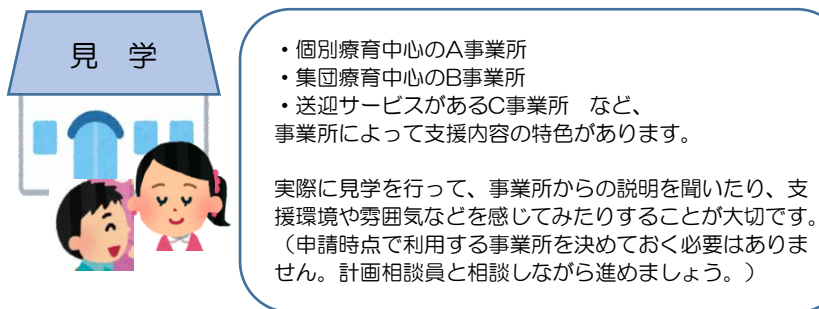 見　学
・個別療育中心のA事業所
・集団療育中心のB事業所
・送迎サービスがあるC事業所　など、
事業所によって支援内容の特色があります。
実際に見学を行って、事業所からの説明を聞いたり、支
援環境や雰囲気などを感じてみたりすることが大切です。
（申請時点で利用する事業所を決めておく必要はありま
せん。計画相談員と相談しながら進めましょう。）